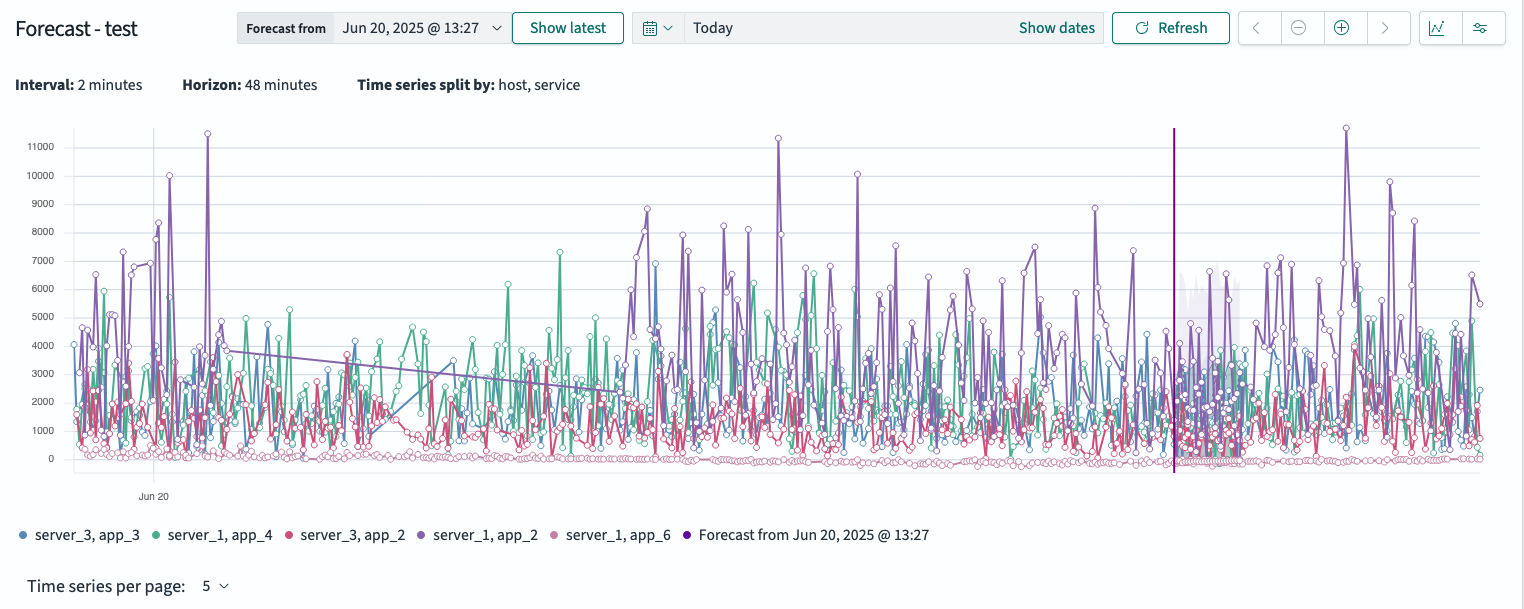 Forecast - test
Forecast from Jun 20, 2025 @ 13:27
Show latest
Today
Show dates
Refresh
Interval: 2 minutes Horizon: 48 minutes Time series split by: host, service
11000
10000
9000
8000
7000
6000
5000
4000
3000
2000
1000
0
Jun 20
server_3, app_3 server_1, app_4 server_3, app_2 server_1, app_2 server_1, app_6 Forecast from Jun 20, 2025 @ 13:27
Time series per page: 5